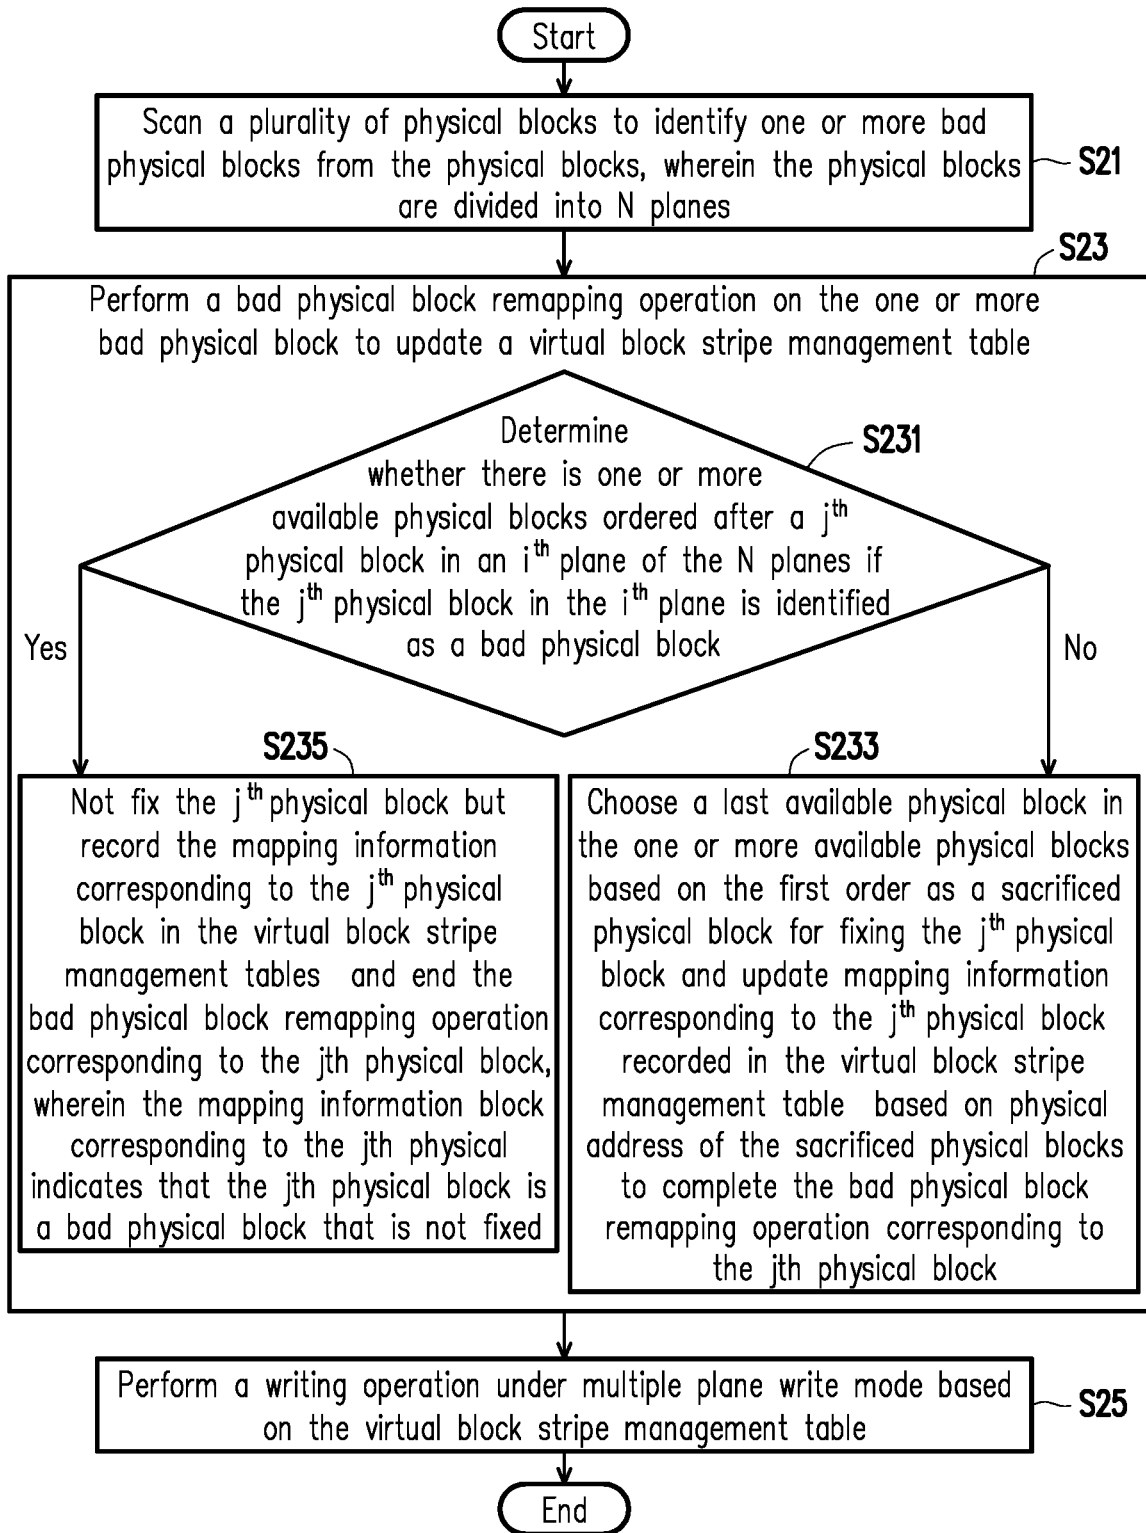 Start
Scan a plurality of physical blocks to identify one or more bad
physical blocks from the physical blocks, wherein the physical blocks
are divided into N planes
S21
S23
Perform a bad physical block remapping operation on the one or more
bad physical block to update a virtual block stripe management table
Determine
whether there is one or more
available physical blocks ordered after a jth
physical block in an ith plane of the N planes if
the jth physical block in the ith plane is identified
as a bad physical block
S231
Yes
No
S235
Not fix the jth physical block but
record the mapping information
corresponding to the jth physical
block in the virtual block stripe
management tables and end the
bad physical block remapping operation
corresponding to the jth physical block,
wherein the mapping information block
corresponding to the jth physical
indicates that the jth physical block is
a bad physical block that is not fixed
S233
Choose a last available physical block in
the one or more available physical blocks
based on the first order as a sacrificed
physical block for fixing the jth physical
block and update mapping information
corresponding to the jth physical block
recorded in the virtual block stripe
management table based on physical
address of the sacrificed physical blocks
to complete the bad physical block
remapping operation corresponding to
the jth physical block
Perform a writing operation under multiple plane write mode based
on the virtual block stripe management table
S25
End